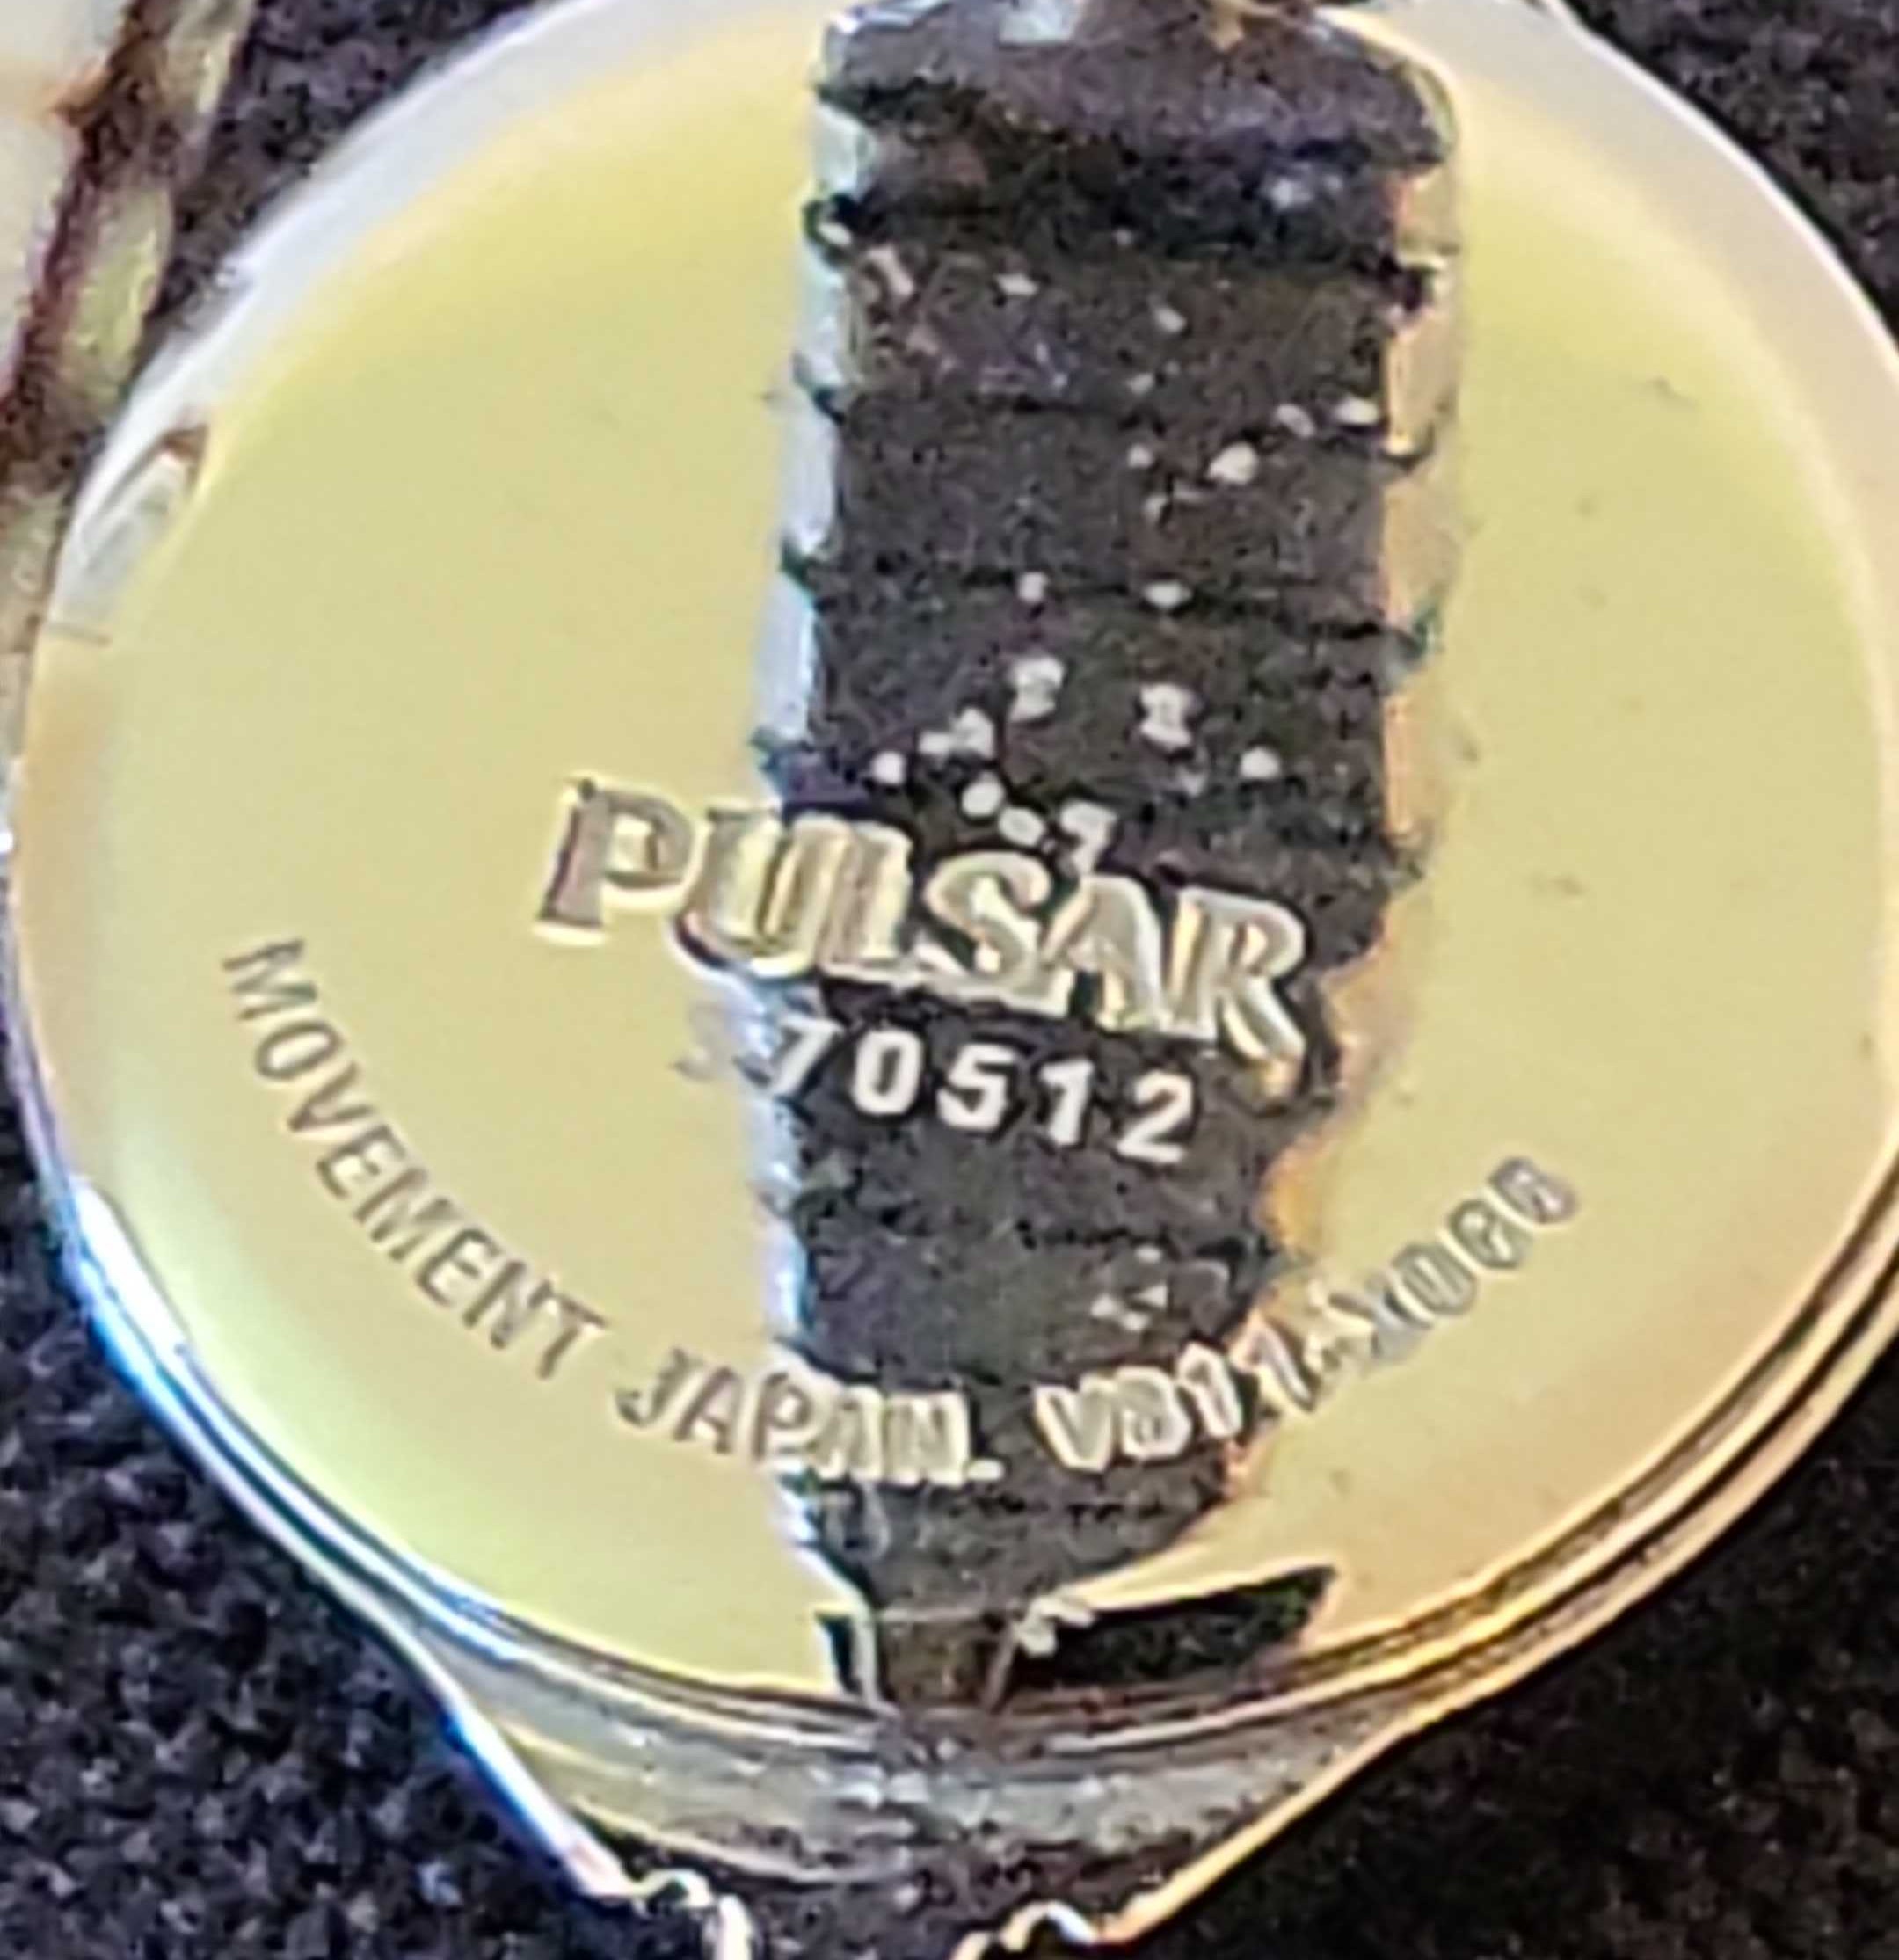 PULSAR
70512
MOVEMENT JAPAN.